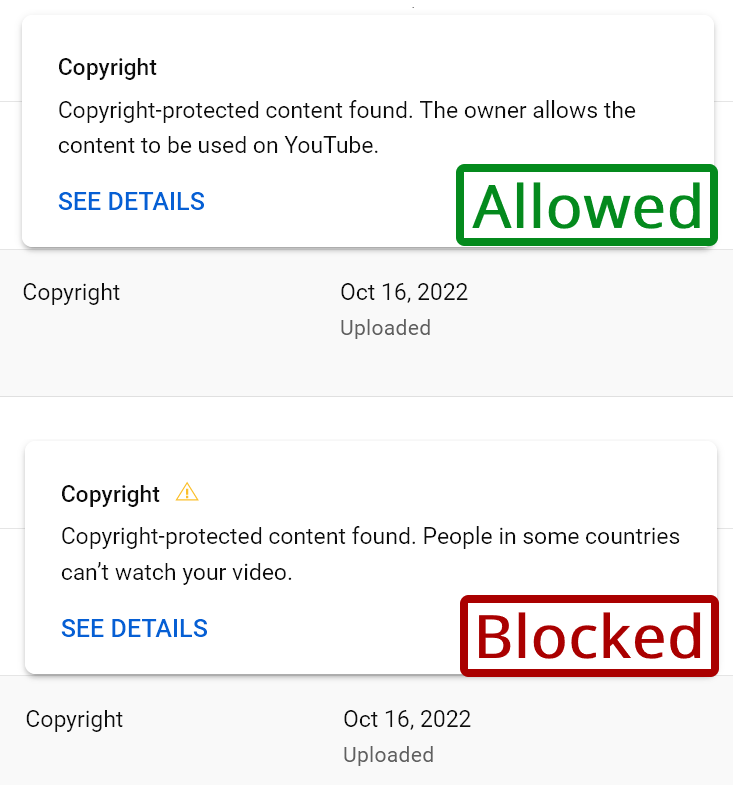 Copyright
Copyright-protected content found. The owner allows the
content to be used on YouTube.
SEE DETAILS
Allowed
Copyright Oct 16, 2022
Uploaded
Copyright
Copyright-protected content found. People in some countries
can’t watch your video.
SEE DETAILS
Blocked
Copyright Oct 16, 2022
Uploaded